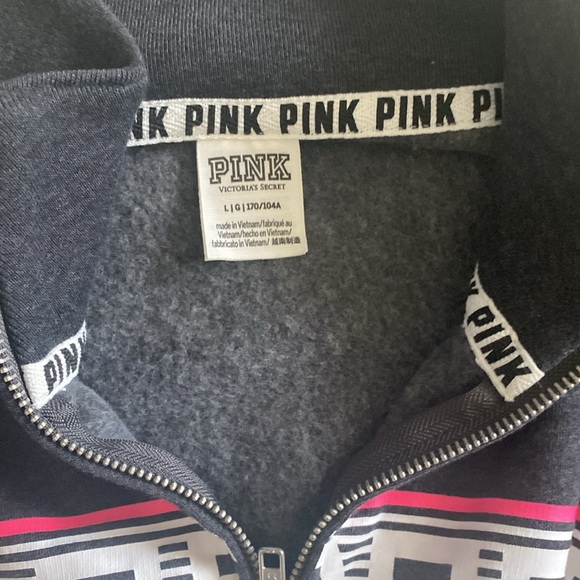 NK PINK PINK PINK PI
PINK
VICTORIA'S SECRET
L | G | 170/104A
made in Vietnam/fabriqué au
Vietnam/hecho en Vietnam/
fabbricato in Vietnam/ 越南制造
PINK
PINK